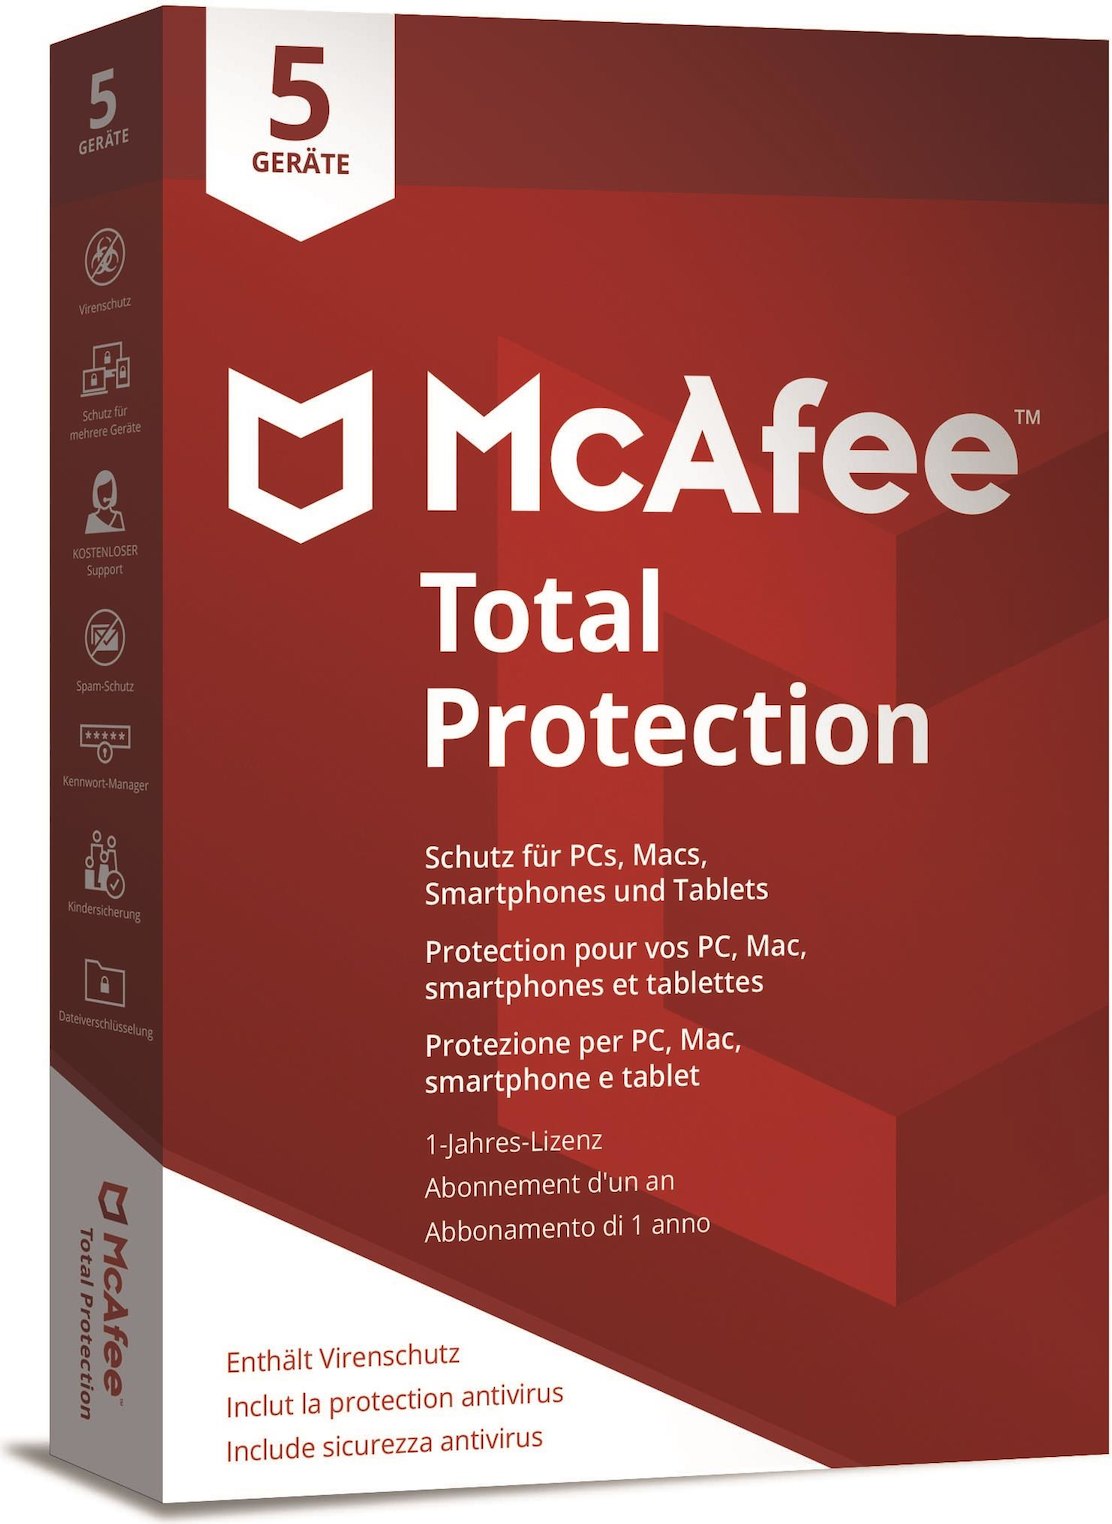 5
GERÄTE
Virenschutz
Schutz für
mehrere Geräte
KOSTENLOSER
Support
Spam-Schutz
*****
Kennwort-Manager
Kindersicherung
Dateiverschlüsselung
McAfee™
Total Protection
5
GERÄTE
McAfee™
Total
Protection
Schutz für PCs, Macs,
Smartphones und Tablets
Protection pour vos PC, Mac,
smartphones et tablettes
Protezione per PC, Mac,
smartphone e tablet
1-Jahres-Lizenz
Abonnement d'un an
Abbonamento di 1 anno
Enthält Virenschutz
Inclut la protection antivirus
Include sicurezza antivirus